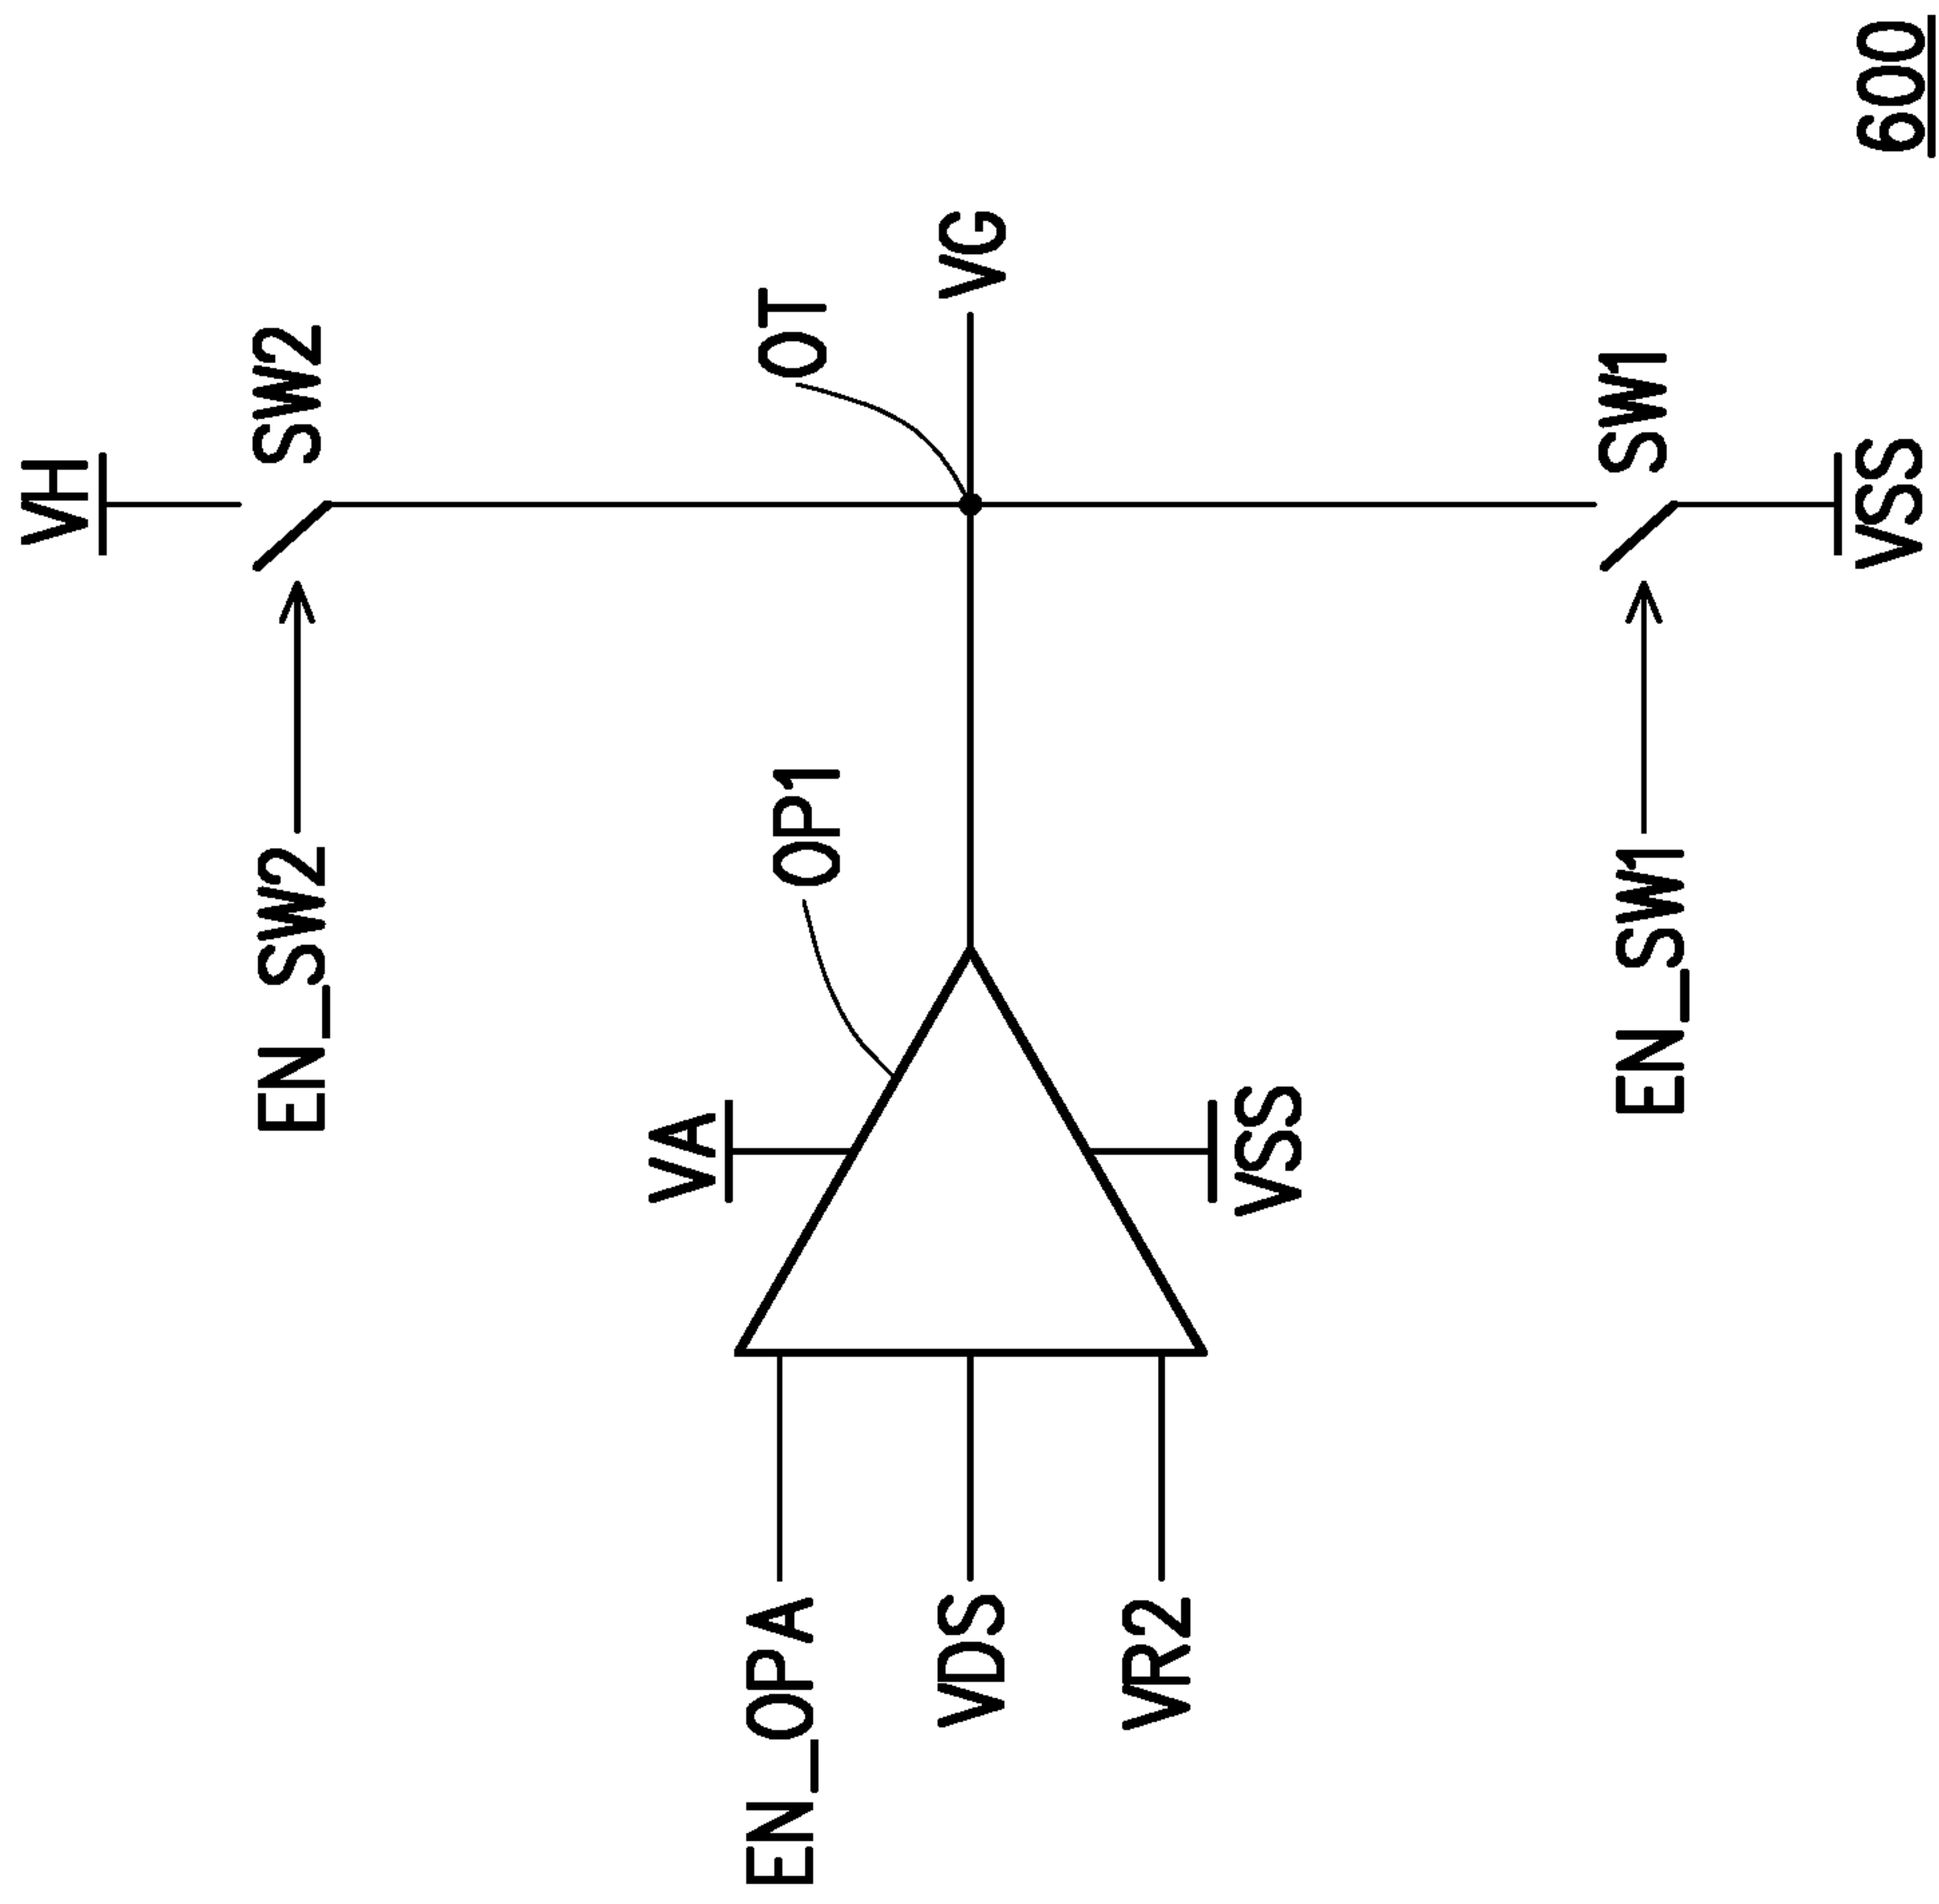 VH
SW2
EN_SW2
OT
VG
OP1
VA
EN_OPA
VDS
VR2
VSS
SW1
EN_SW1
VSS
600